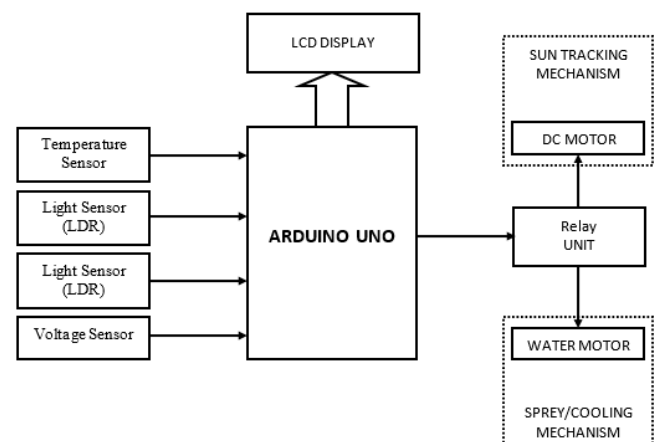 LCD DISPLAY
SUN TRACKING
MECHANISM
DC MOTOR
Temperature
Sensor
Light Sensor
(LDR)
Light Sensor
(LDR)
Voltage Sensor
ARDUINO UNO
Relay
UNIT
WATER MOTOR
SPREY/COOLING
MECHANISM